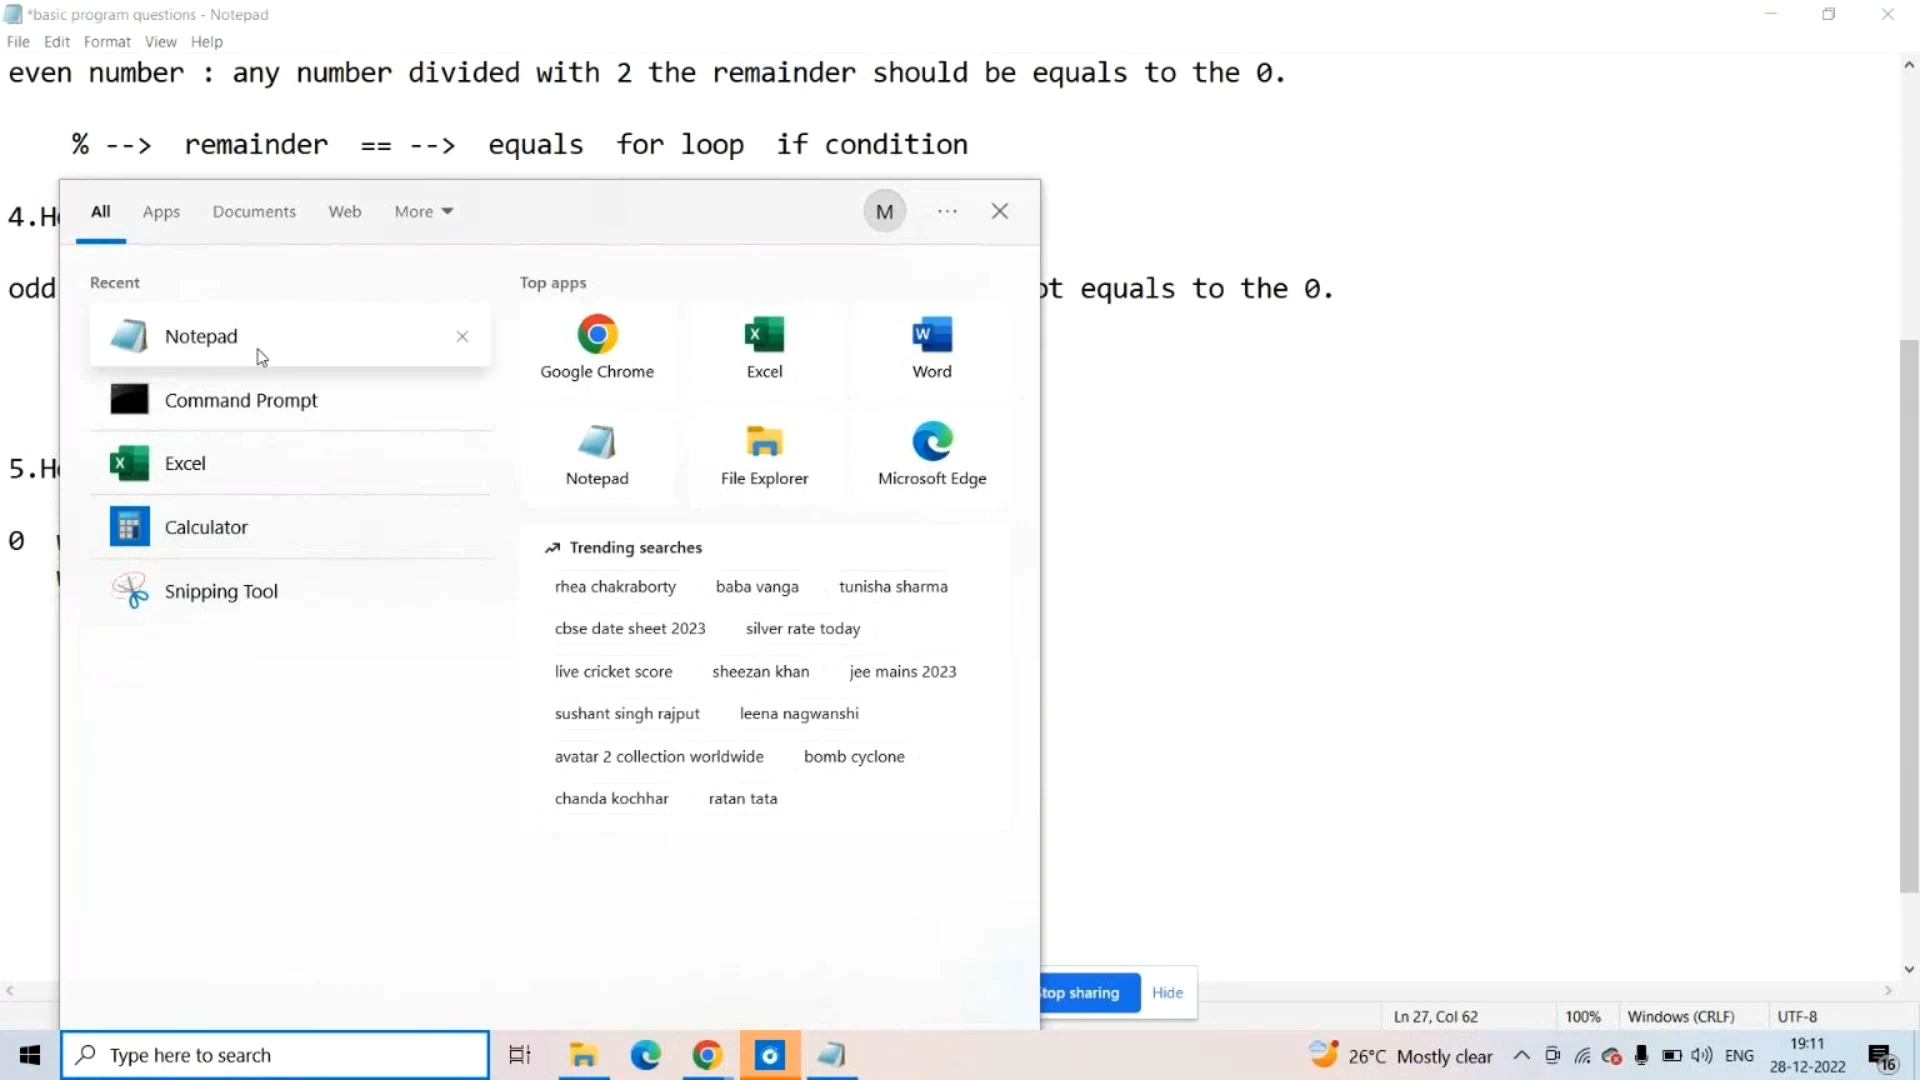 *basic program questions - Notepad
File Edit Format View Help
even number : any number divided with 2 the remainder should be equals to the 0.
% --> remainder == --> equals for loop if condition
4.H
odd
ot equals to the 0.
5.H
0
All Apps Documents Web More
M
Recent
Notepad
Command Prompt
Excel
Calculator
Snipping Tool
Top apps
Google Chrome Excel Word
Notepad File Explorer Microsoft Edge
Trending searches
rhea chakraborty baba vanga tunisha sharma
cbse date sheet 2023 silver rate today
live cricket score sheezan khan jee mains 2023
sushant singh rajput leena nagwanshi
avatar 2 collection worldwide bomb cyclone
chanda kochhar ratan tata
top sharing Hide
Ln 27, Col 62 100% Windows (CRLF) UTF-8
Type here to search
26°C Mostly clear
ENG
19:11
28-12-2022
16